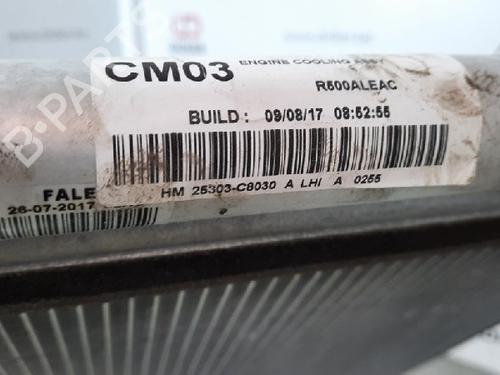 CM03
ENGINE COOLING ASSY
R500ALEAC
BUILD: 09/08/17 08:52:55
HM 25303-C8030 A LHI A 0255
FALE
26-07-2017
B-PARTS